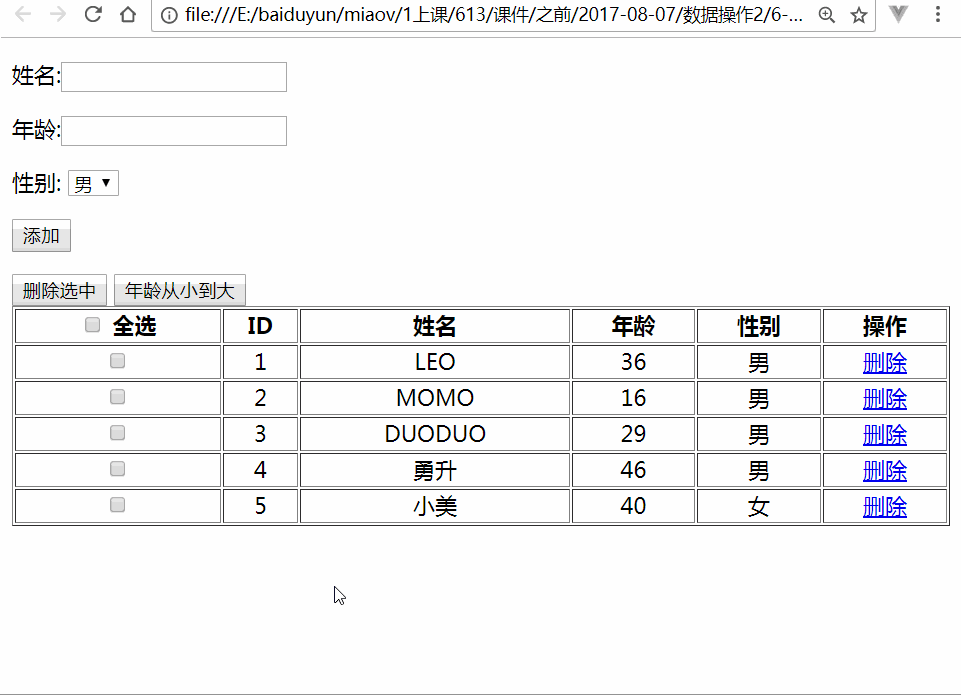 file:///E:/baiduyun/miaov/1上课/613/课件/之前/2017-08-07/数据操作2/6-...
姓名:
年龄:
性别: 男
添加
删除选中 年龄从小到大
全选 ID 姓名 年龄 性别 操作
1 LEO 36 男 删除
2 MOMO 16 男 删除
3 DUODUO 29 男 删除
4 勇升 46 男 删除
5 小美 40 女 删除